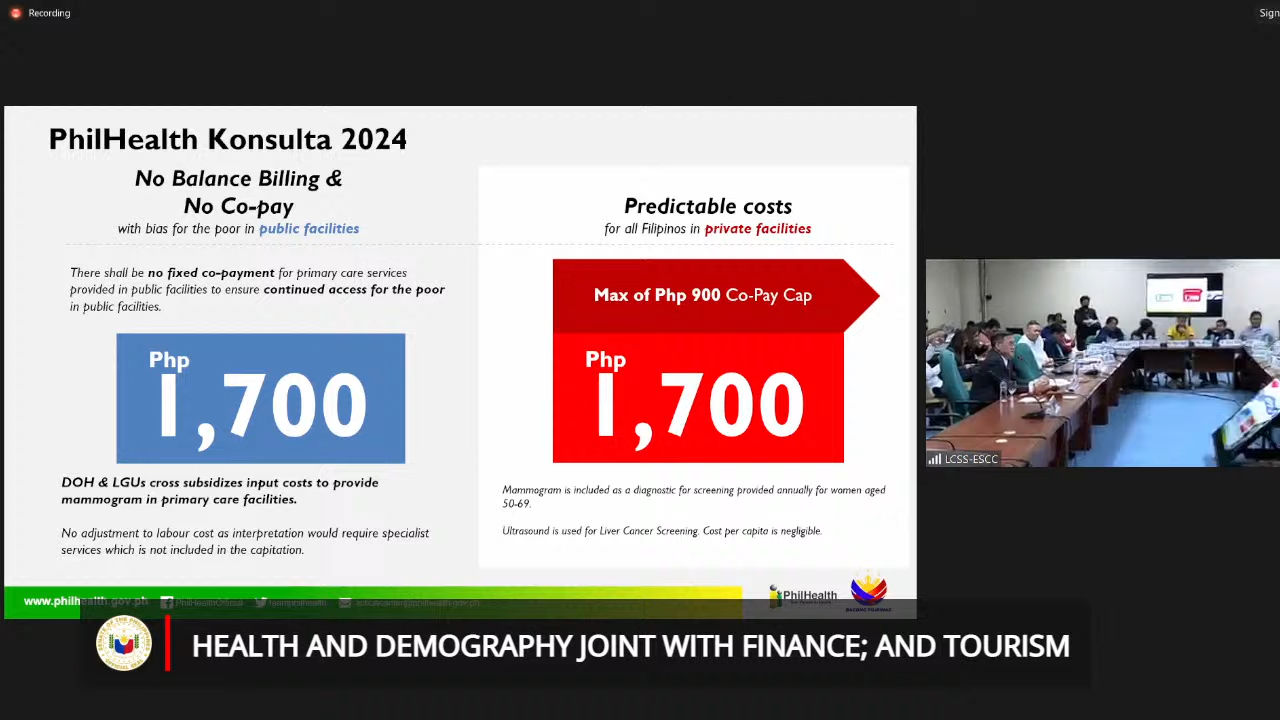 Recording
Sign
PhilHealth Konsulta 2024
No Balance Billing &
No Co-pay
with bias for the poor in public facilities
There shall be no fixed co-payment for primary care services
provided in public facilities to ensure continued access for the poor
in public facilities.
Php
1,700
DOH & LGUs cross subsidizes input costs to provide
mammogram in primary care facilities.
No adjustment to labour cost as interpretation would require specialist
services which is not included in the capitation.
Predictable costs
for all Filipinos in private facilities
Max of Php 900 Co-Pay Cap
Php
1,700
Mammogram is included as a diagnostic for screening provided annually for women aged
50-69.
Ultrasound is used for Liver Cancer Screening. Cost per capita is negligible.
LCSS-ESCC
www.philhealth.gov.ph
PhilHealthOfficial
teamphilhealth
PhilHealth
HEALTH AND DEMOGRAPHY JOINT WITH FINANCE; AND TOURISM